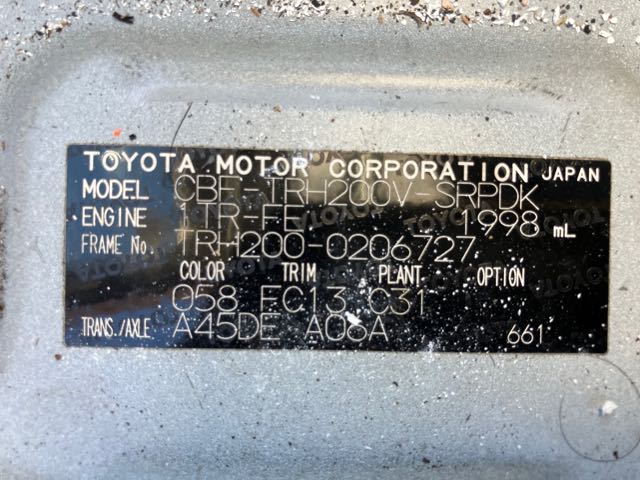 TOYOTA MOTOR CORPORATION JAPAN
MODEL CBF-TRH200V-SRPDK
ENGINE 1TR-FE 1998 mL
FRAME No. TRH200-0206727
COLOR TRIM PLANT OPTION
058 FC13 C31
TRANS./AXLE A45DE A06A 661